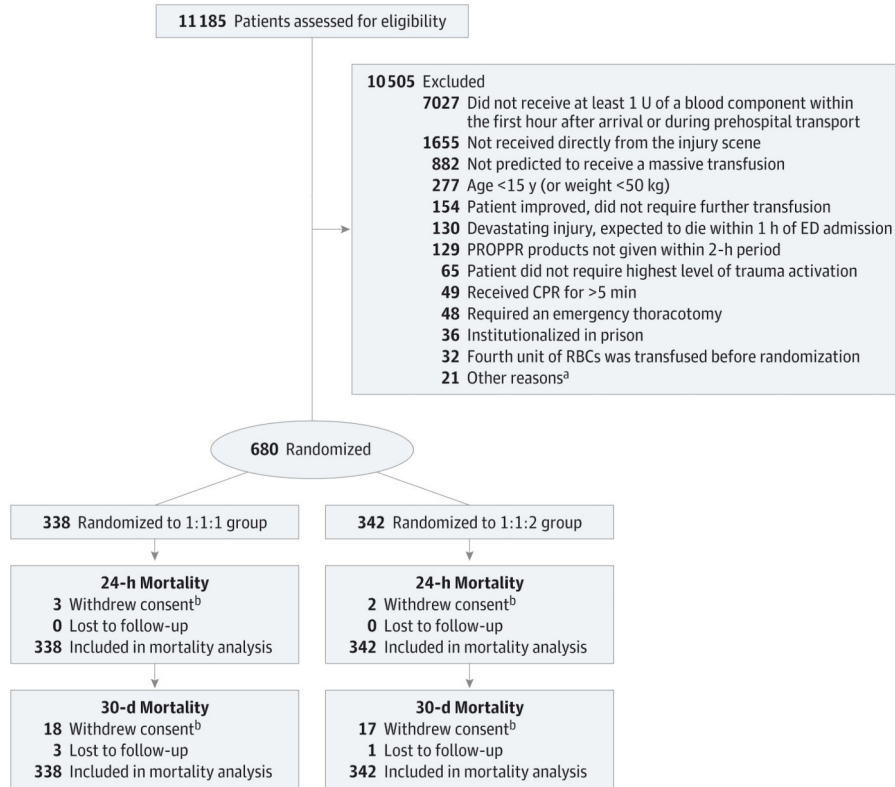 11 185 Patients assessed for eligibility
10 505 Excluded
7027 Did not receive at least 1 U of a blood component within
the first hour after arrival or during prehospital transport
1655 Not received directly from the injury scene
882 Not predicted to receive a massive transfusion
277 Age <15 y (or weight <50 kg)
154 Patient improved, did not require further transfusion
130 Devastating injury, expected to die within 1 h of ED admission
129 PROPPR products not given within 2-h period
65 Patient did not require highest level of trauma activation
49 Received CPR for >5 min
48 Required an emergency thoracotomy
36 Institutionalized in prison
32 Fourth unit of RBCs was transfused before randomization
21 Other reasonsᵃ
680 Randomized
338 Randomized to 1:1:1 group
342 Randomized to 1:1:2 group
24-h Mortality
3 Withdrew consentᵇ
0 Lost to follow-up
338 Included in mortality analysis
24-h Mortality
2 Withdrew consentᵇ
0 Lost to follow-up
342 Included in mortality analysis
30-d Mortality
18 Withdrew consentᵇ
3 Lost to follow-up
338 Included in mortality analysis
30-d Mortality
17 Withdrew consentᵇ
1 Lost to follow-up
342 Included in mortality analysis